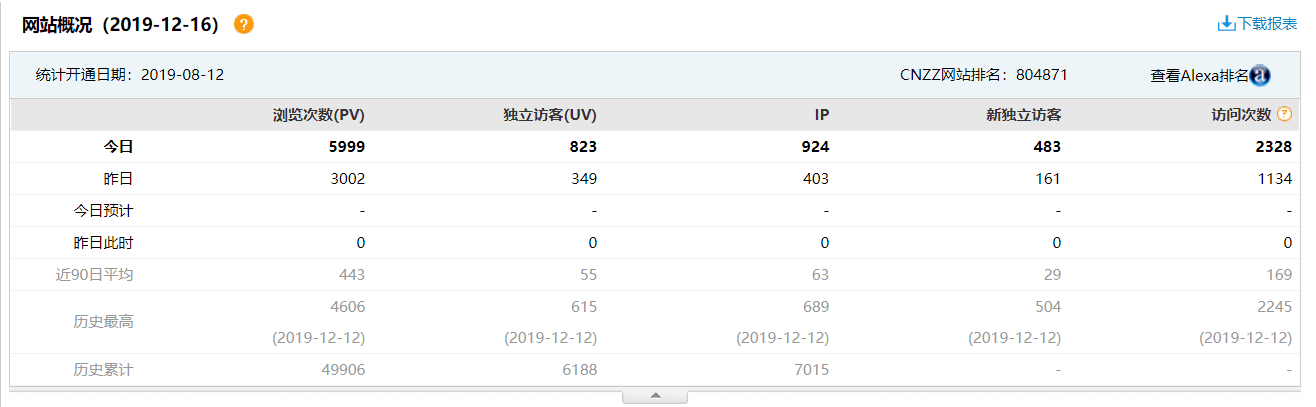 网站概况（2019-12-16） ?
下载报表
统计开通日期：2019-08-12 CNZZ网站排名：804871 查看Alexa排名
浏览次数(PV) 独立访客(UV) IP 新独立访客 访问次数 ?
今日 5999 823 924 483 2328
昨日 3002 349 403 161 1134
今日预计 - - - - -
昨日此时 0 0 0 0 0
近90日平均 443 55 63 29 169
历史最高 4606 615 689 504 2245
(2019-12-12) (2019-12-12) (2019-12-12) (2019-12-12) (2019-12-12)
历史累计 49906 6188 7015 - -